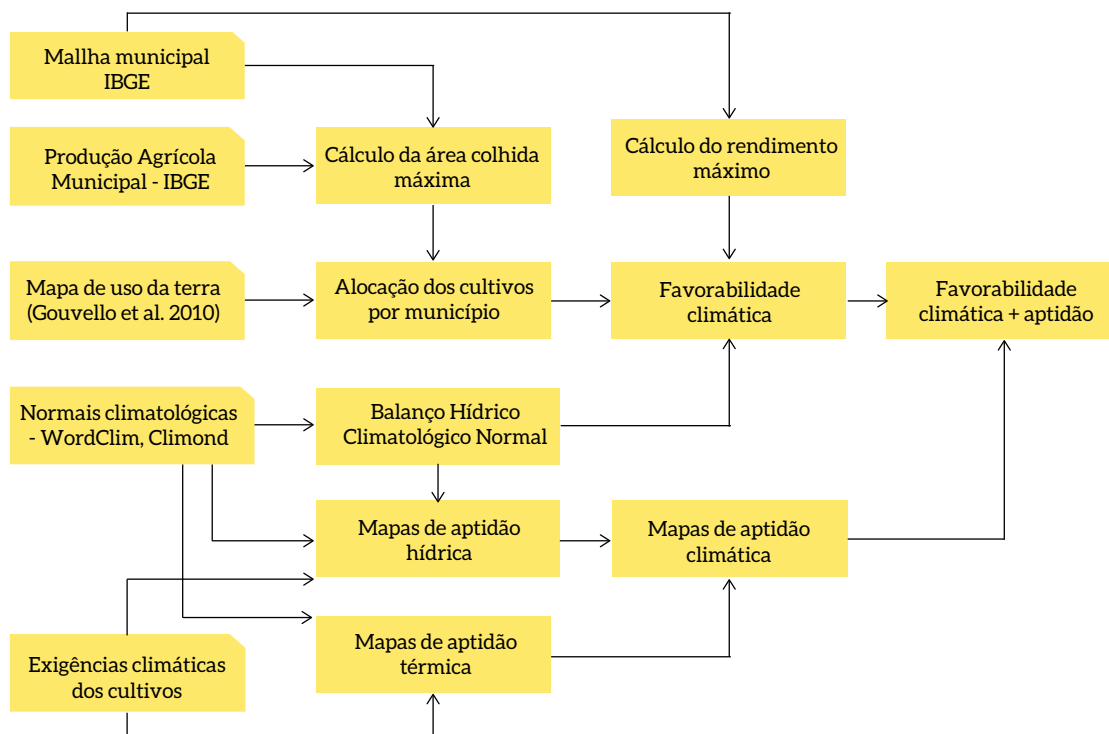 Mallha municipal
IBGE
Produção Agrícola
Municipal - IBGE
Cálculo da área colhida
máxima
Cálculo do rendimento
máximo
Mapa de uso da terra
(Gouvello et al. 2010)
Alocação dos cultivos
por município
Favorabilidade
climática
Favorabilidade
climática + aptidão
Normais climatológicas
- WordClim, Climond
Balanço Hídrico
Climatológico Normal
Mapas de aptidão
hídrica
Mapas de aptidão
climática
Exigências climáticas
dos cultivos
Mapas de aptidão
térmica